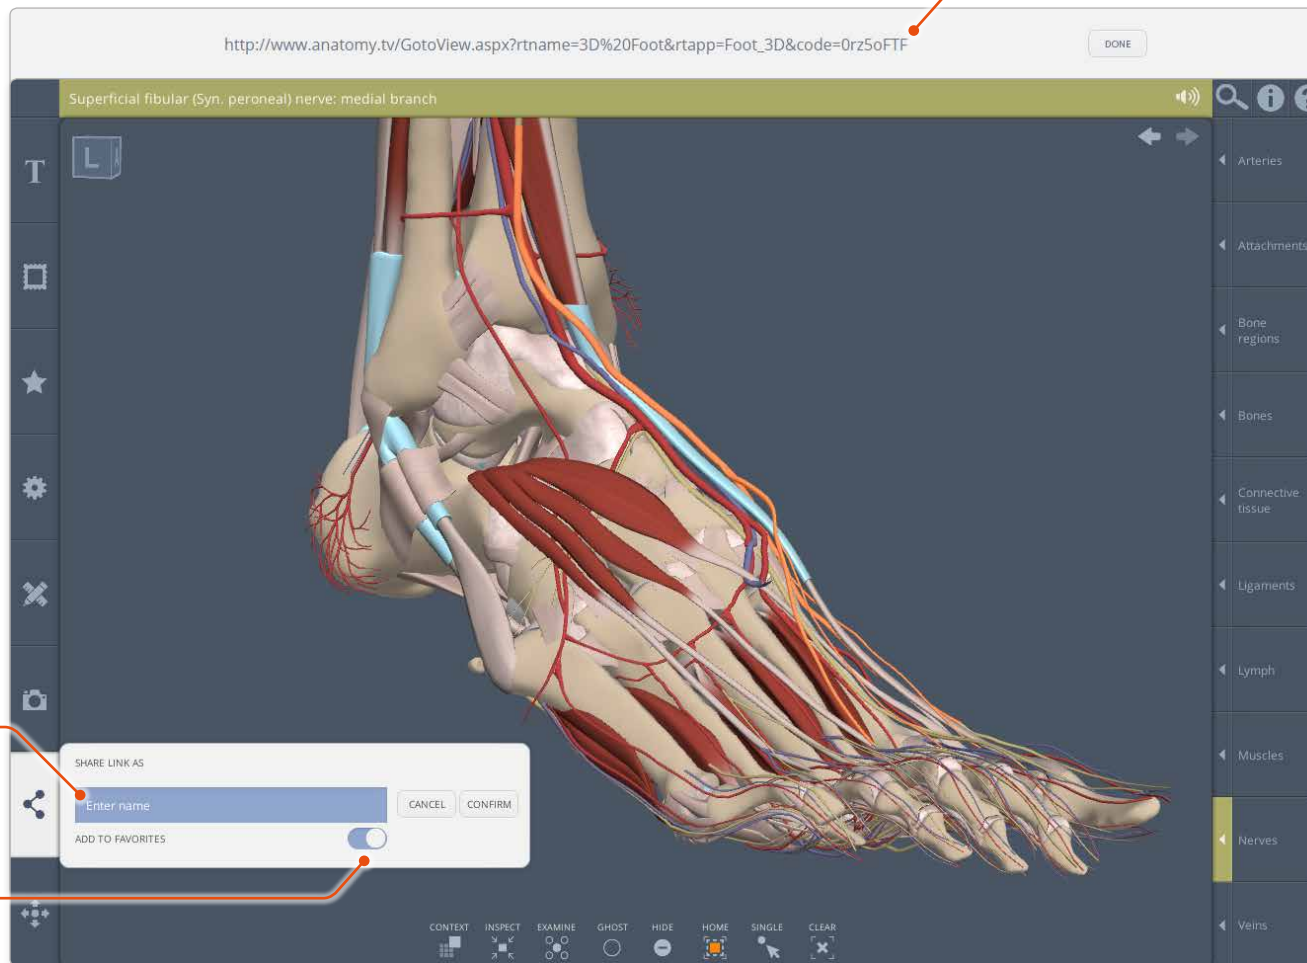 http://www.anatomy.tv/GotoView.aspx?rtname=3D%20Foot&rtapp=Foot_3D&code=0rz5oFTF
DONE
Superficial fibular (Syn. peroneal) nerve: medial branch
L
T
Arteries
Attachments
Bone
regions
Bones
Connective
tissue
Ligaments
Lymph
Muscles
Nerves
Veins
SHARE LINK AS
Enter name
CANCEL
CONFIRM
ADD TO FAVORITES
CONTEXT
INSPECT
EXAMINE
GHOST
HIDE
HOME
SINGLE
CLEAR